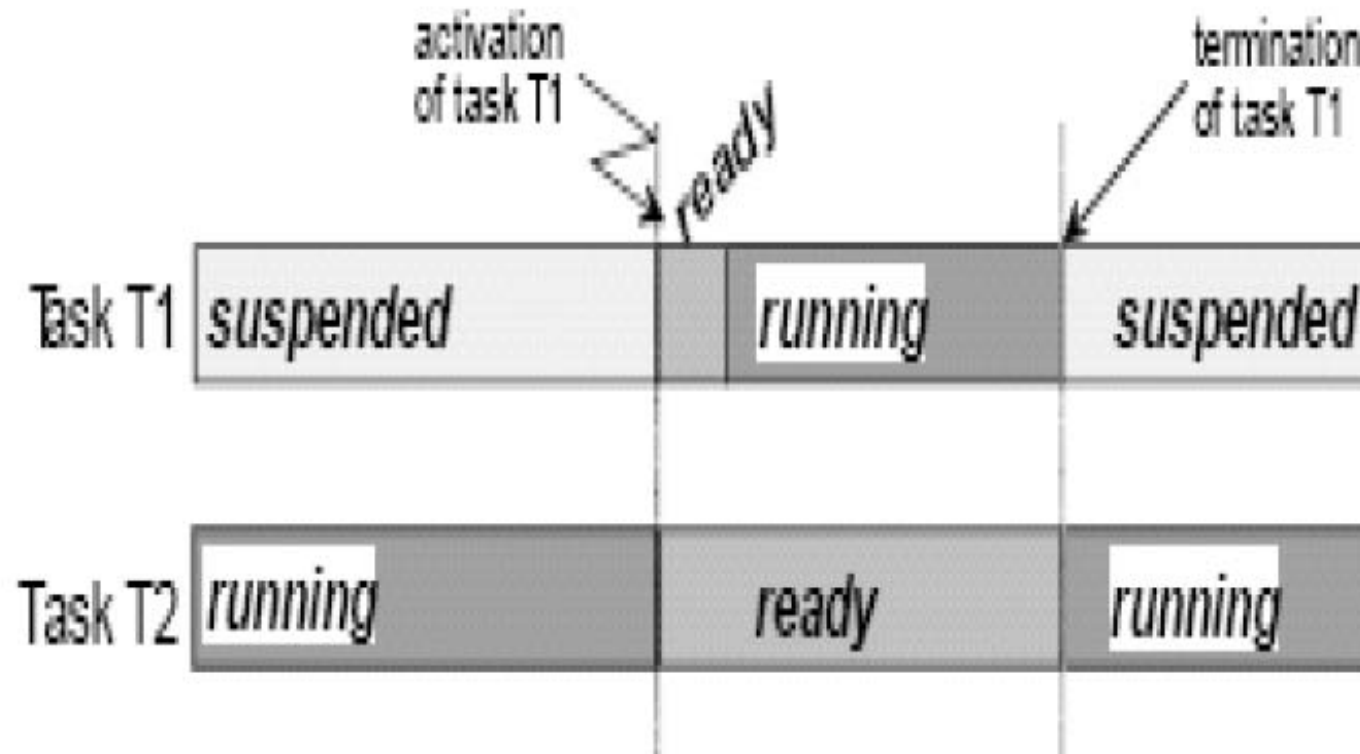 activation
of task T1
termination
of task T1
ready
Task T1
suspended
running
suspended
Task T2
running
ready
running